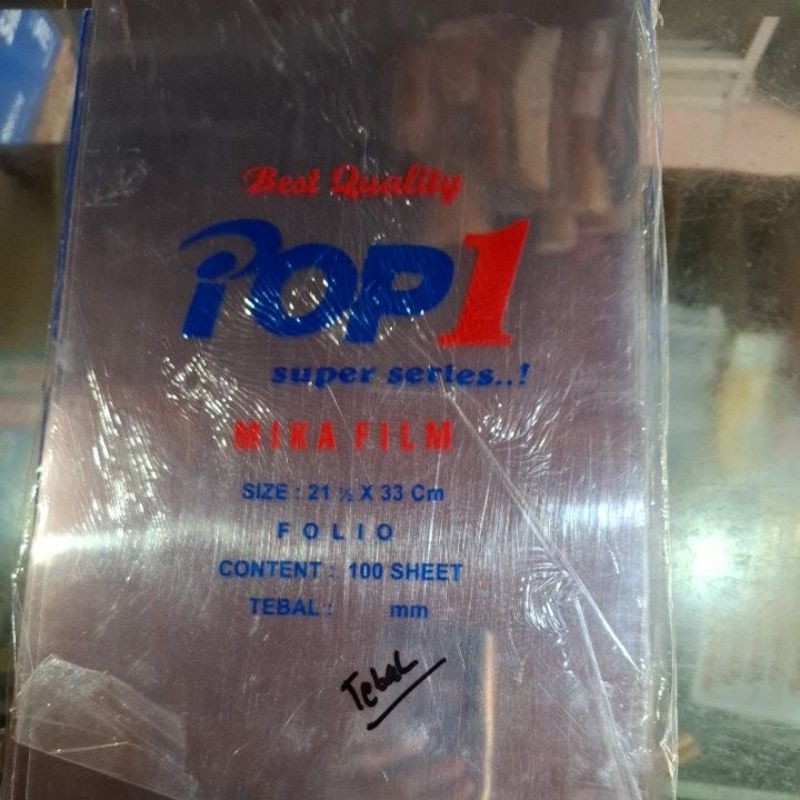 Best Quality
POP1
super series..!
MIKA FILM
SIZE : 21 ½ X 33 Cm
FOLIO
CONTENT : 100 SHEET
TEBAL : mm
Tebal